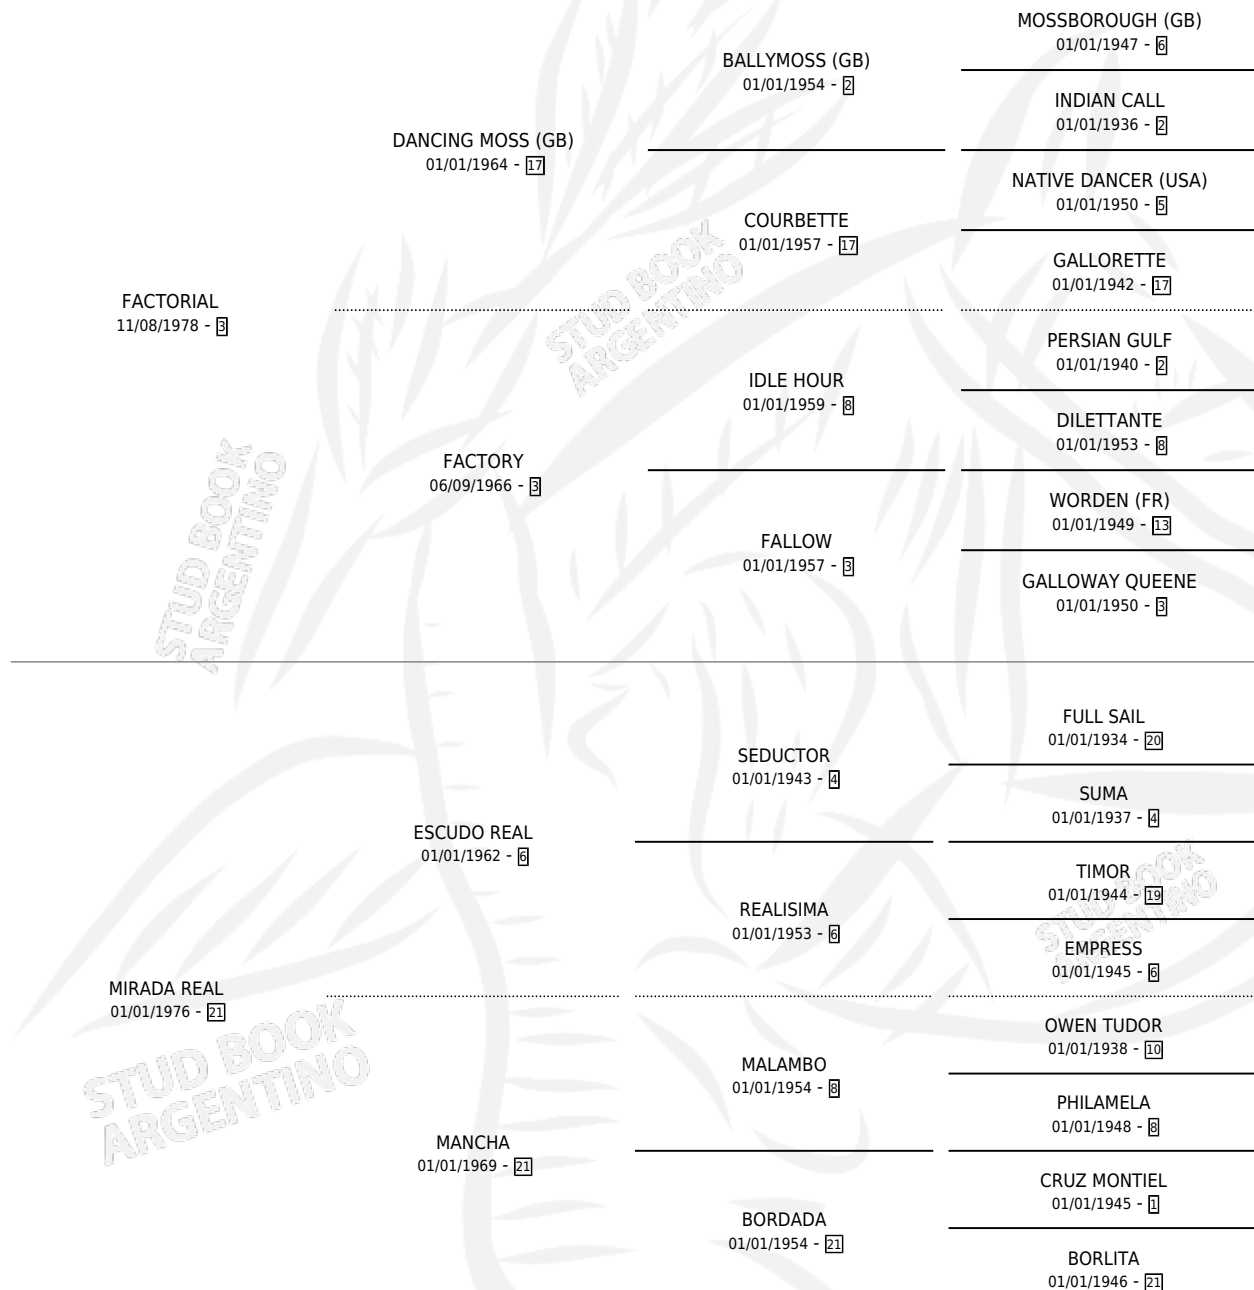 MOSSBOROUGH (GB)
01/01/1947 - 6
BALLYMOSS (GB)
01/01/1954 - 2
INDIAN CALL
01/01/1936 - 2
DANCING MOSS (GB)
01/01/1964 - 17
NATIVE DANCER (USA)
01/01/1950 - 5
COURBETTE
01/01/1957 - 17
GALLORETTE
01/01/1942 - 17
FACTORIAL
11/08/1978 - 3
PERSIAN GULF
01/01/1940 - 2
IDLE HOUR
01/01/1959 - 8
DILETTANTE
01/01/1953 - 8
FACTORY
06/09/1966 - 3
WORDEN (FR)
01/01/1949 - 13
FALLOW
01/01/1957 - 3
GALLOWAY QUEENE
01/01/1950 - 3
FULL SAIL
01/01/1934 - 20
SEDUCTOR
01/01/1943 - 4
SUMA
01/01/1937 - 4
ESCUDO REAL
01/01/1962 - 6
TIMOR
01/01/1944 - 19
REALISIMA
01/01/1953 - 6
EMPRESS
01/01/1945 - 6
MIRADA REAL
01/01/1976 - 21
OWEN TUDOR
01/01/1938 - 10
MALAMBO
01/01/1954 - 8
PHILAMELA
01/01/1948 - 8
MANCHA
01/01/1969 - 21
CRUZ MONTIEL
01/01/1945 - 1
BORDADA
01/01/1954 - 21
BORLITA
01/01/1946 - 21
STUD BOOK
ARGENTINO
STUD BOOK
ARGENTINO
STUD BOOK
ARGENTINO
STUD BOOK
ARGENTINO